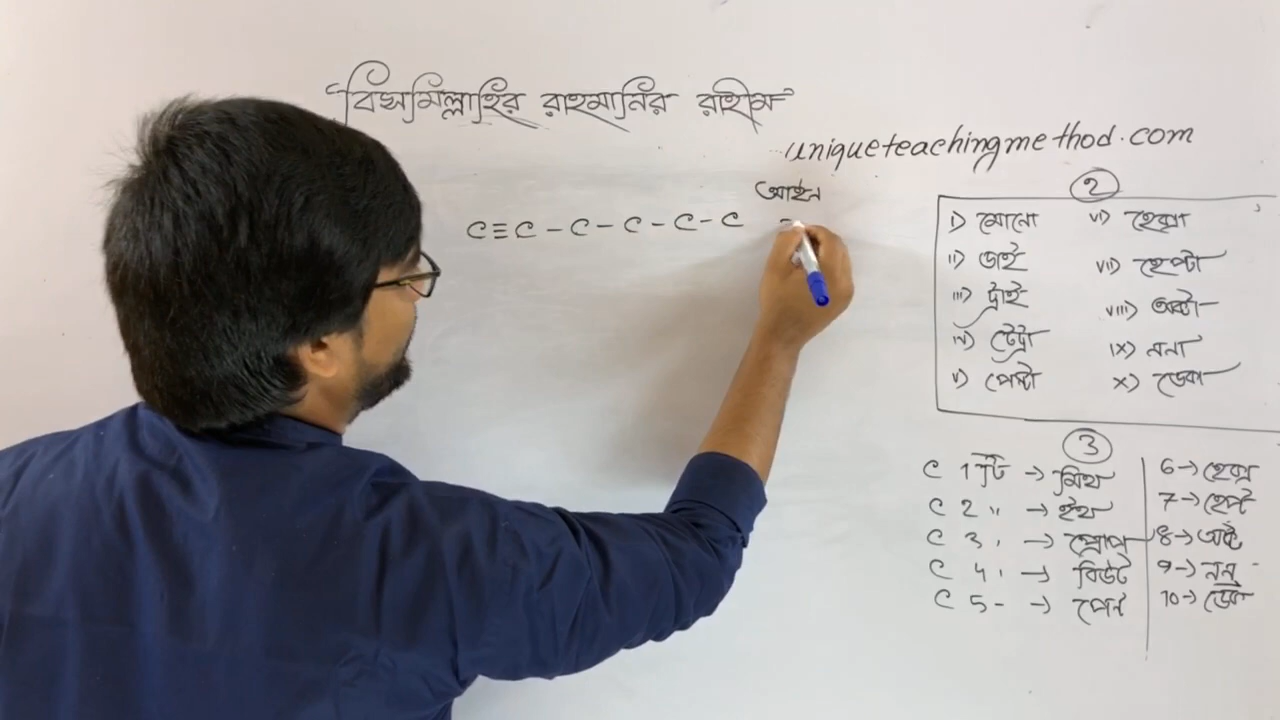 বিসমিল্লাহির রাহমানির রাহীম
uniqueteachingmethod.com
আইন
C≡C-C-C-C-C
2
i) মোনো
ii) ডাই
iii) ট্রাই
iv) টেট্রা
v) পেন্টা
vi) হেক্সা
vii) হেপ্টা
viii) অক্টা
ix) ননা
x) ডেকা
3
C 1 টি → মিথ
C 2 " → ইথ
C 3 , → প্রোপ
C 4 , → বিউট
C 5 - → পেন্ট
6 → হেক্স
7 → হেপ্ট
8 → অক্ট
9 → নন্
10 → ডেক